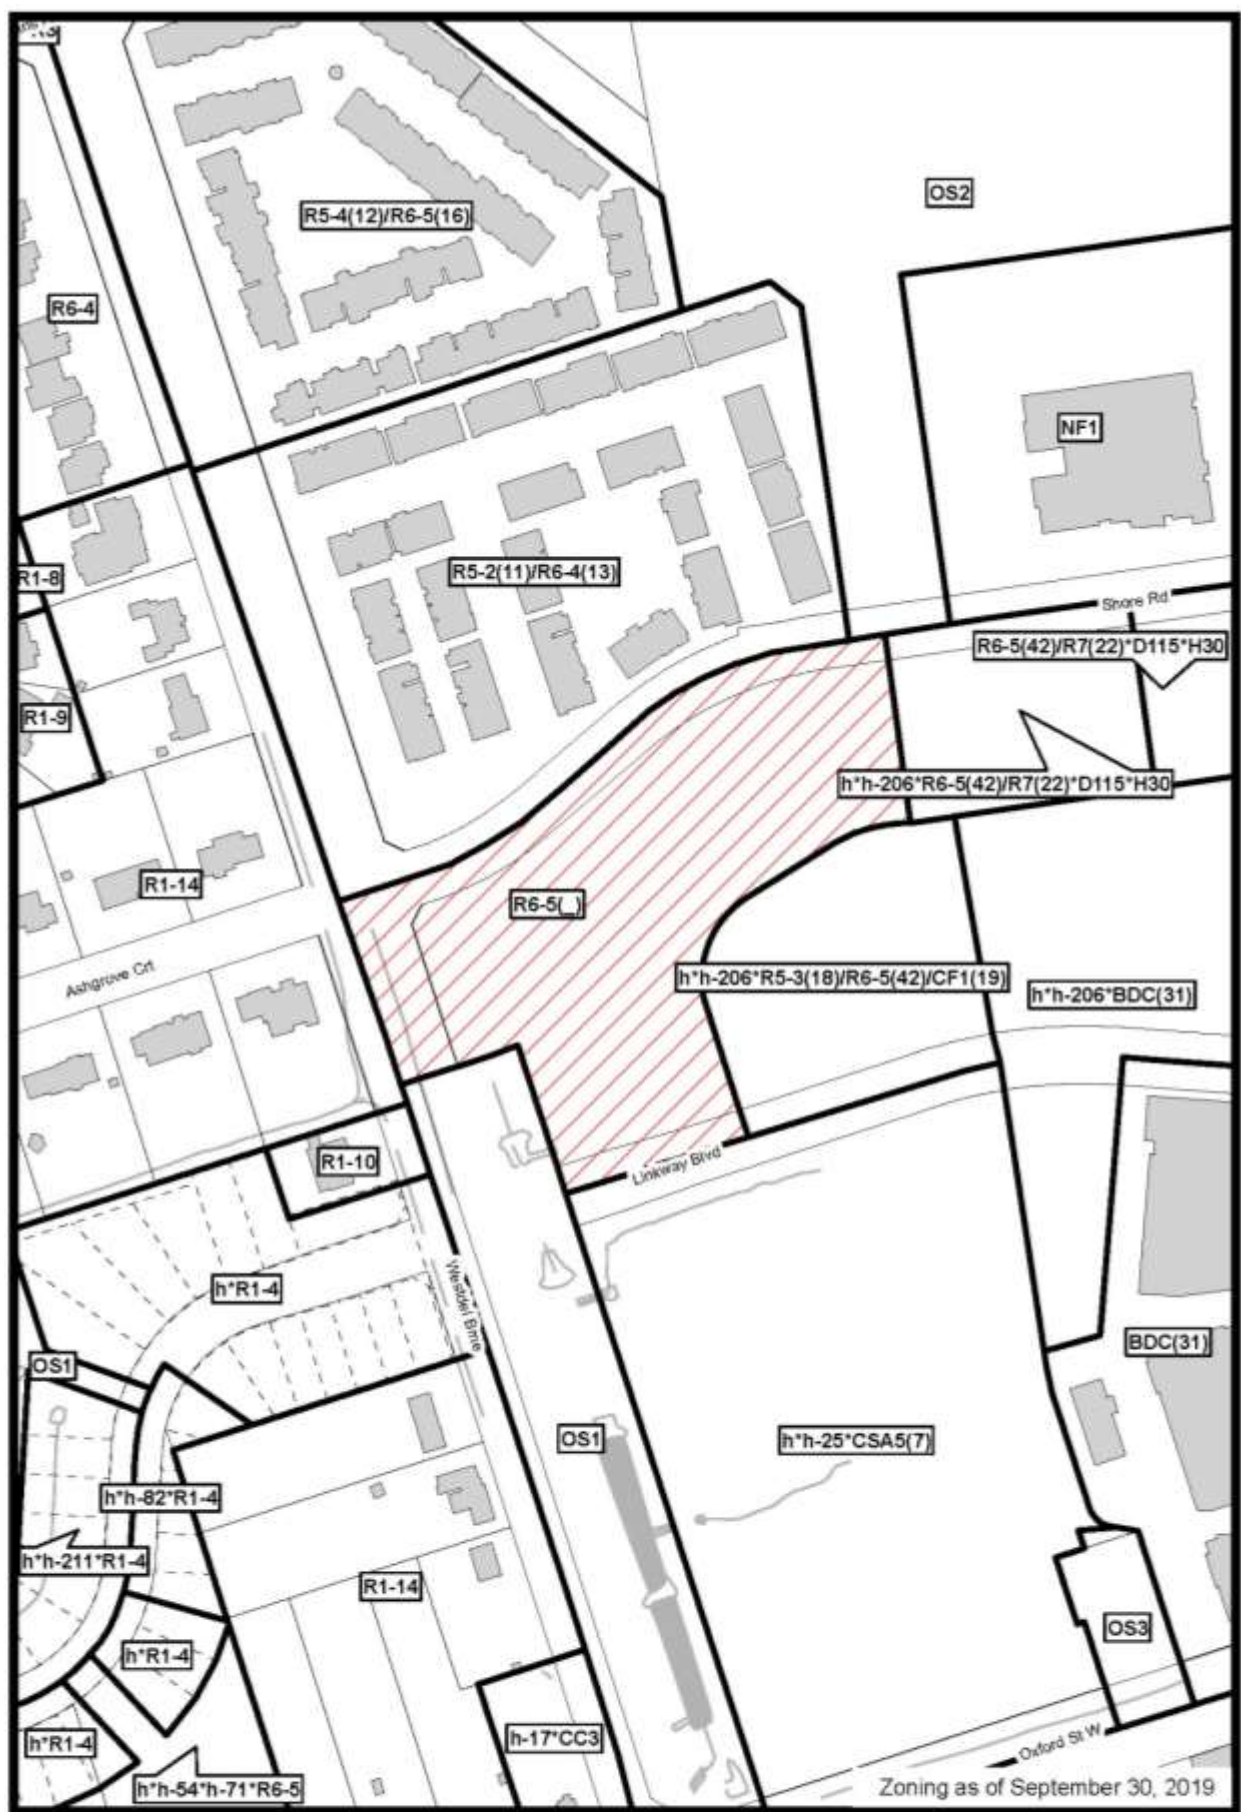 OS2
R5-4(12)/R6-5(16)
R6-4
NF1
R5-2(11)/R6-4(13)
R1-8
Shore Rd
R6-5(42)/R7(22)*D115*H30
R1-9
h*h-206*R6-5(42)/R7(22)*D115*H30
R1-14
R6-5(_)
Ashgrove Crt
h*h-206*R5-3(18)/R6-5(42)/CF1(19)
h*h-206*BDC(31)
R1-10
Linkway Blvd
h*R1-4
Westdel Brne
BDC(31)
OS1
OS1
h*h-25*CSA5(7)
h*h-82*R1-4
h*h-211*R1-4
R1-14
OS3
h*R1-4
h-17*CC3
h*R1-4
Oxford St W
h*h-54*h-71*R6-5
Zoning as of September 30, 2019